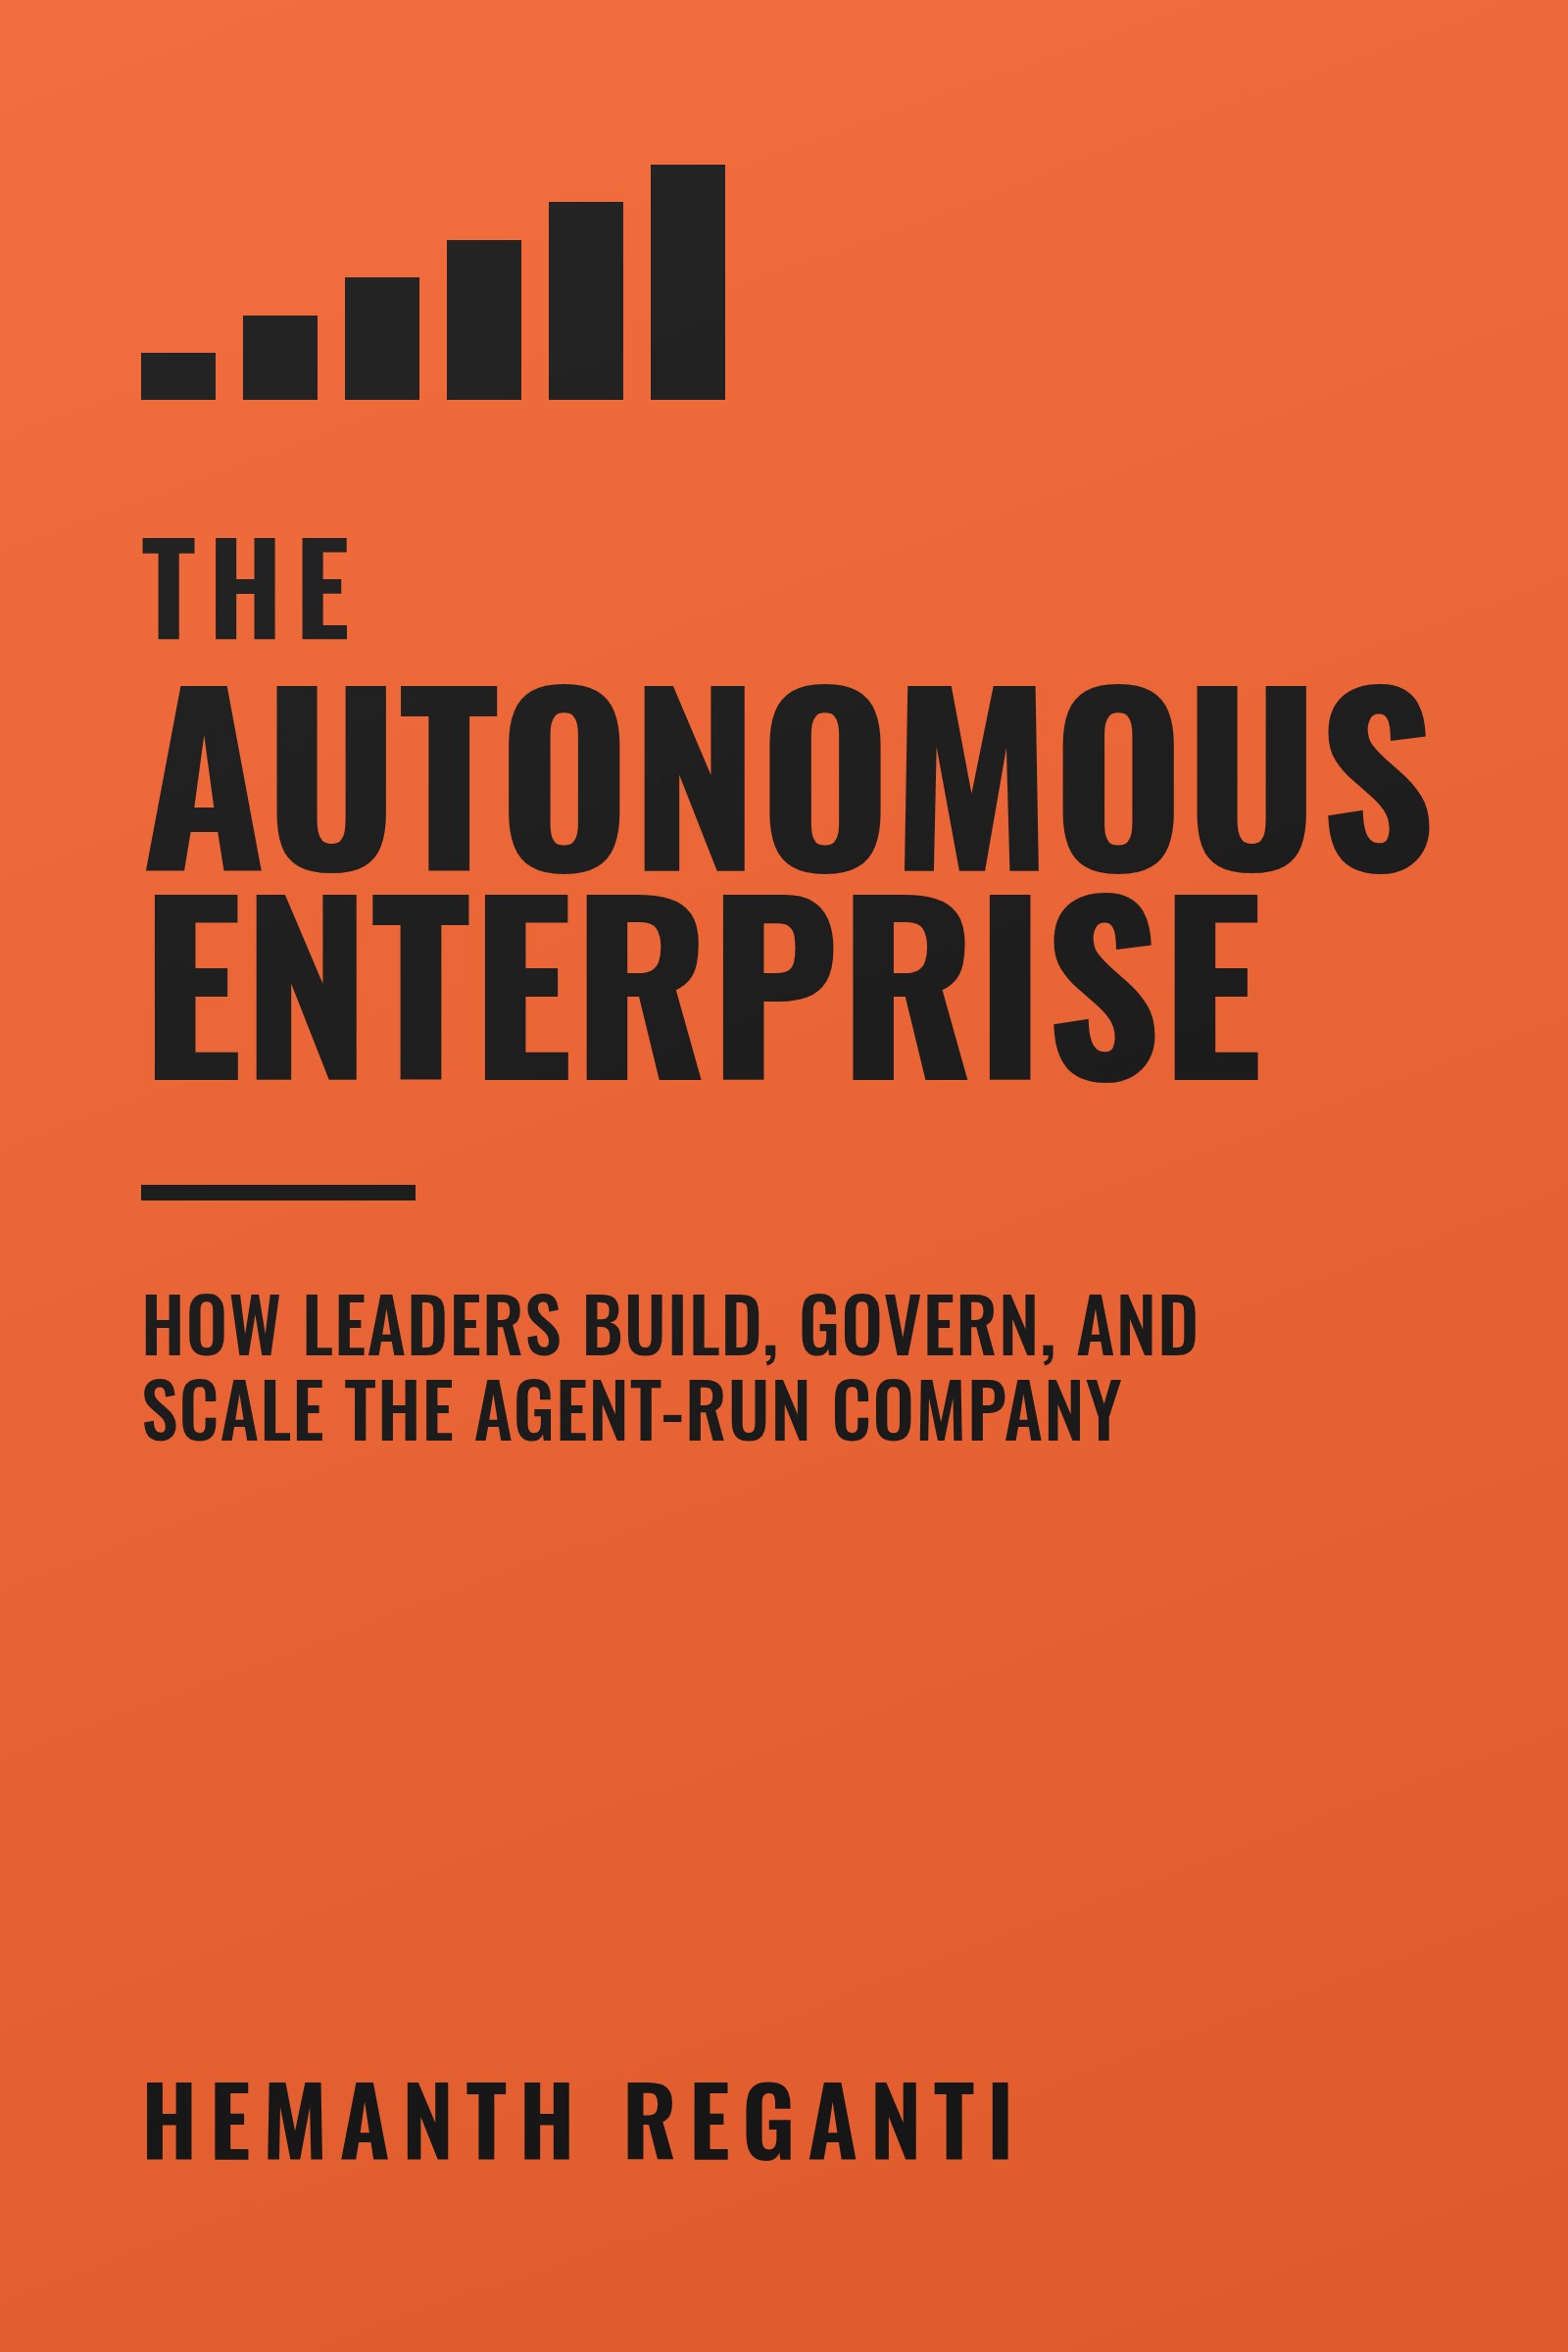 THE
AUTONOMOUS
ENTERPRISE
HOW LEADERS BUILD, GOVERN, AND
SCALE THE AGENT-RUN COMPANY
HEMANTH REGANTI